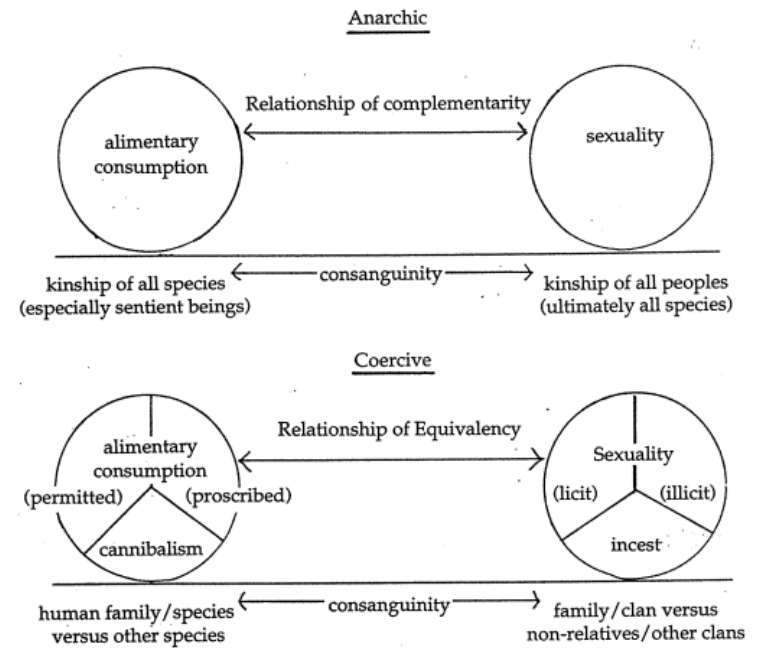 Anarchic
Relationship of complementarity
alimentary
consumption
sexuality
consanguinity
kinship of all species
(especially sentient beings)
kinship of all peoples
(ultimately all species)
Coercive
Relationship of Equivalency
alimentary
consumption
(permitted)
(proscribed)
cannibalism
Sexuality
(licit)
(illicit)
incest
consanguinity
human family/species
versus other species
family/clan versus
non-relatives/other clans